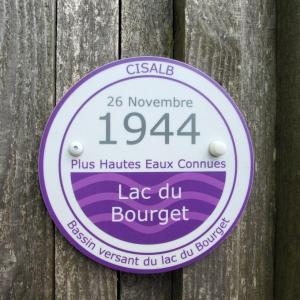 CISALB
26 Novembre
1944
Plus Hautes Eaux Connues
Lac du
Bourget
Bassin versant du lac du Bourget